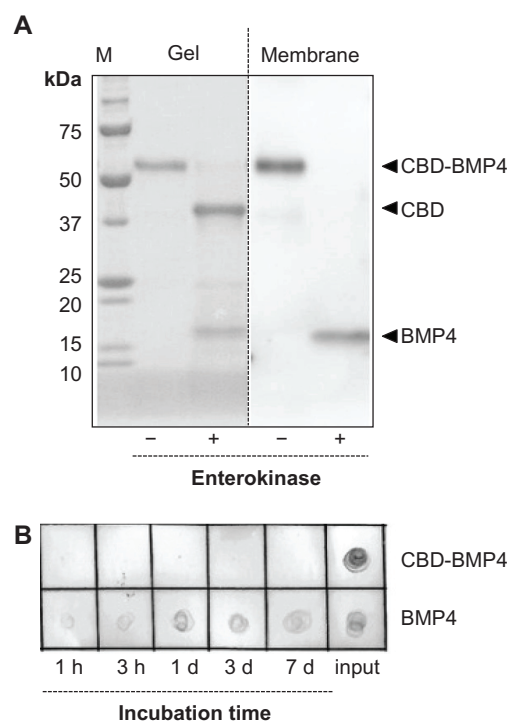 A
M Gel Membrane
kDa
75
50
37
25
20
15
10
◀CBD-BMP4
◀CBD
◀BMP4
− + − +
Enterokinase
B
CBD-BMP4
BMP4
1 h 3 h 1 d 3 d 7 d input
Incubation time